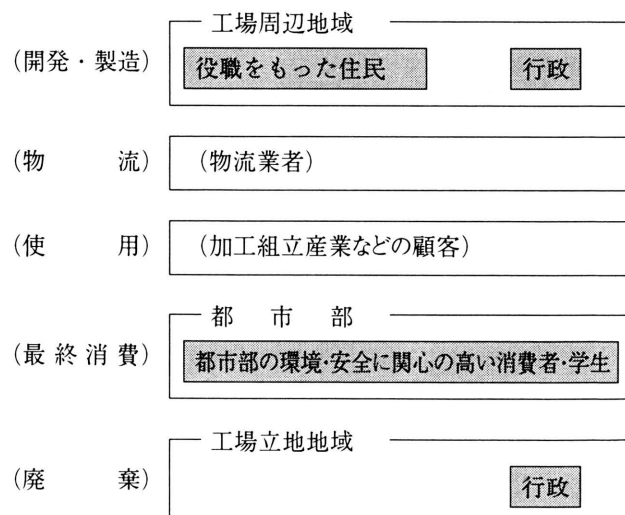 工場周辺地域
(開発・製造) 役職をもった住民 行政
(物流) (物流業者)
(使用) (加工組立産業などの顧客)
都市部
(最終消費) 都市部の環境・安全に関心の高い消費者・学生
工場立地地域
(廃棄) 行政